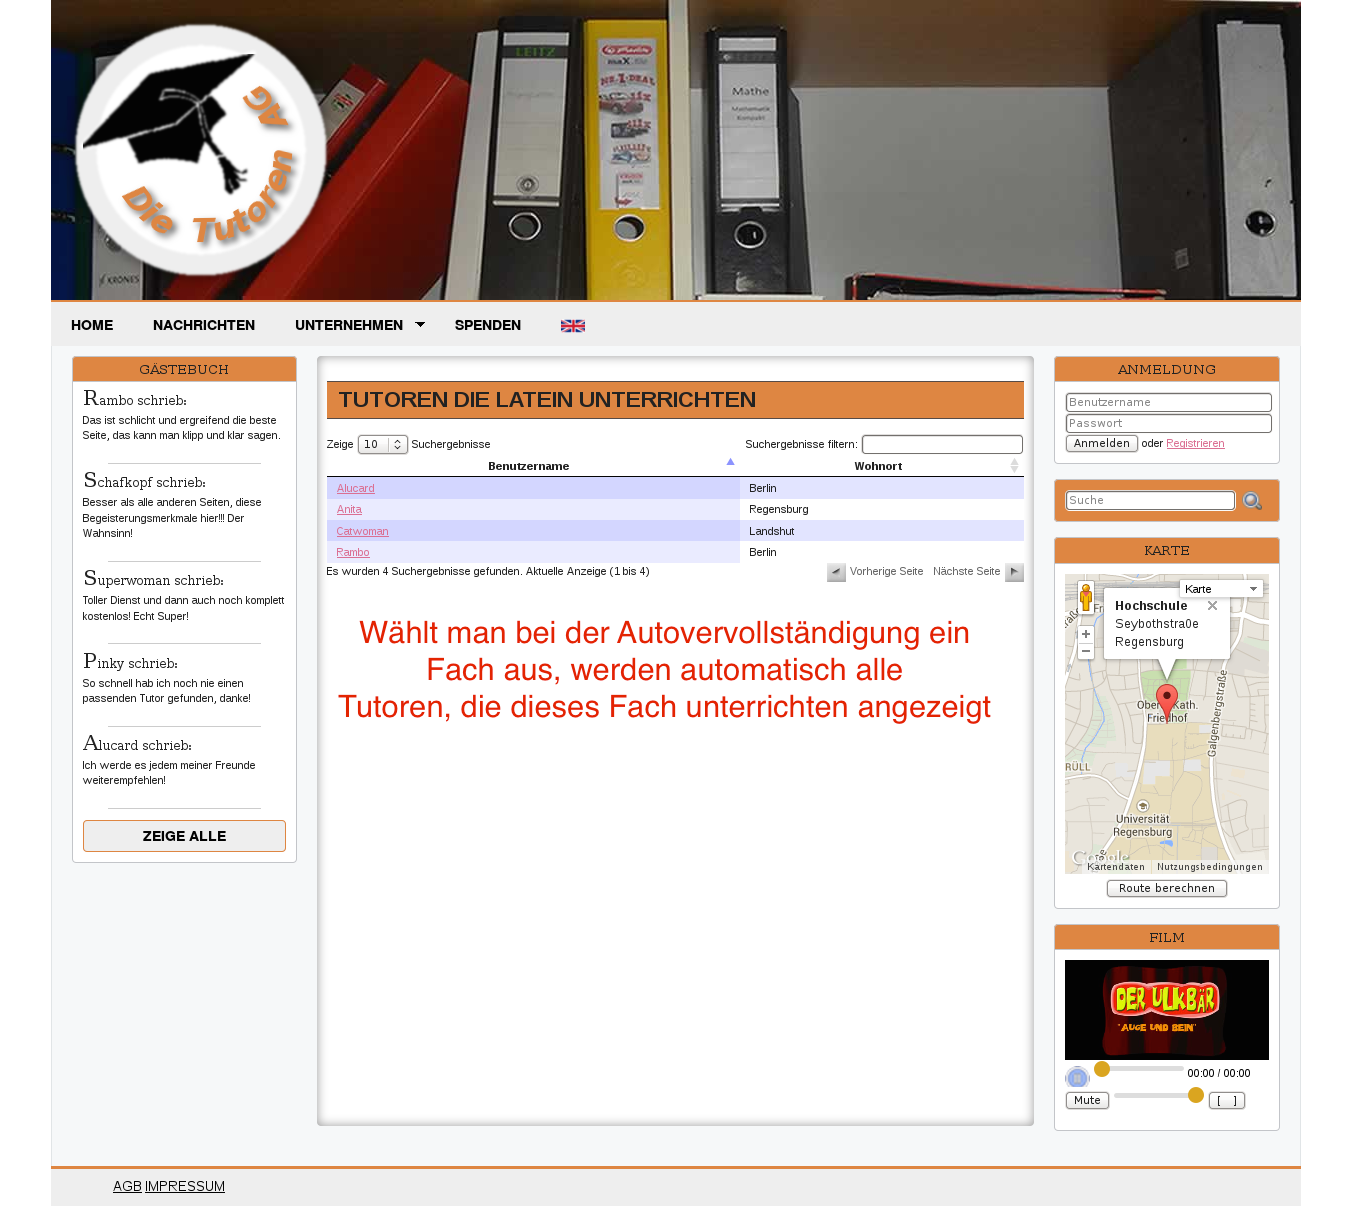 Die Tutoren AG
KRONES
LEITZ
maX.file
NR.1-DEAL
Mathe
Mathematik
Kompakt
HOME
NACHRICHTEN
UNTERNEHMEN
SPENDEN
GÄSTEBUCH
Rambo schrieb:
Das ist schlicht und ergreifend die beste
Seite, das kann man klipp und klar sagen.
Schafkopf schrieb:
Besser als alle anderen Seiten, diese
Begeisterungsmerkmale hier!!! Der
Wahnsinn!
Superwoman schrieb:
Toller Dienst und dann auch noch komplett
kostenlos! Echt Super!
Pinky schrieb:
So schnell hab ich noch nie einen
passenden Tutor gefunden, danke!
Alucard schrieb:
Ich werde es jedem meiner Freunde
weiterempfehlen!
ZEIGE ALLE
TUTOREN DIE LATEIN UNTERRICHTEN
Zeige 10 Suchergebnisse
Suchergebnisse filtern:
Benutzername Wohnort
Alucard Berlin
Anita Regensburg
Catwoman Landshut
Rambo Berlin
Es wurden 4 Suchergebnisse gefunden. Aktuelle Anzeige (1 bis 4)
Vorherige Seite Nächste Seite
Wählt man bei der Autovervollständigung ein
Fach aus, werden automatisch alle
Tutoren, die dieses Fach unterrichten angezeigt
ANMELDUNG
Benutzername
Passwort
Anmelden oder Registrieren
Suche
KARTE
Karte
Hochschule
Seybothstraße
Regensburg
+
−
Kath.
Friedhof
Galgenbergstraße
RÜLL
Universität
Regensburg
Google
Kartendaten Nutzungsbedingungen
Route berechnen
FILM
DER ULKBÄR
"AUGE UND BEIN"
00:00 / 00:00
Mute
[ ]
AGB IMPRESSUM